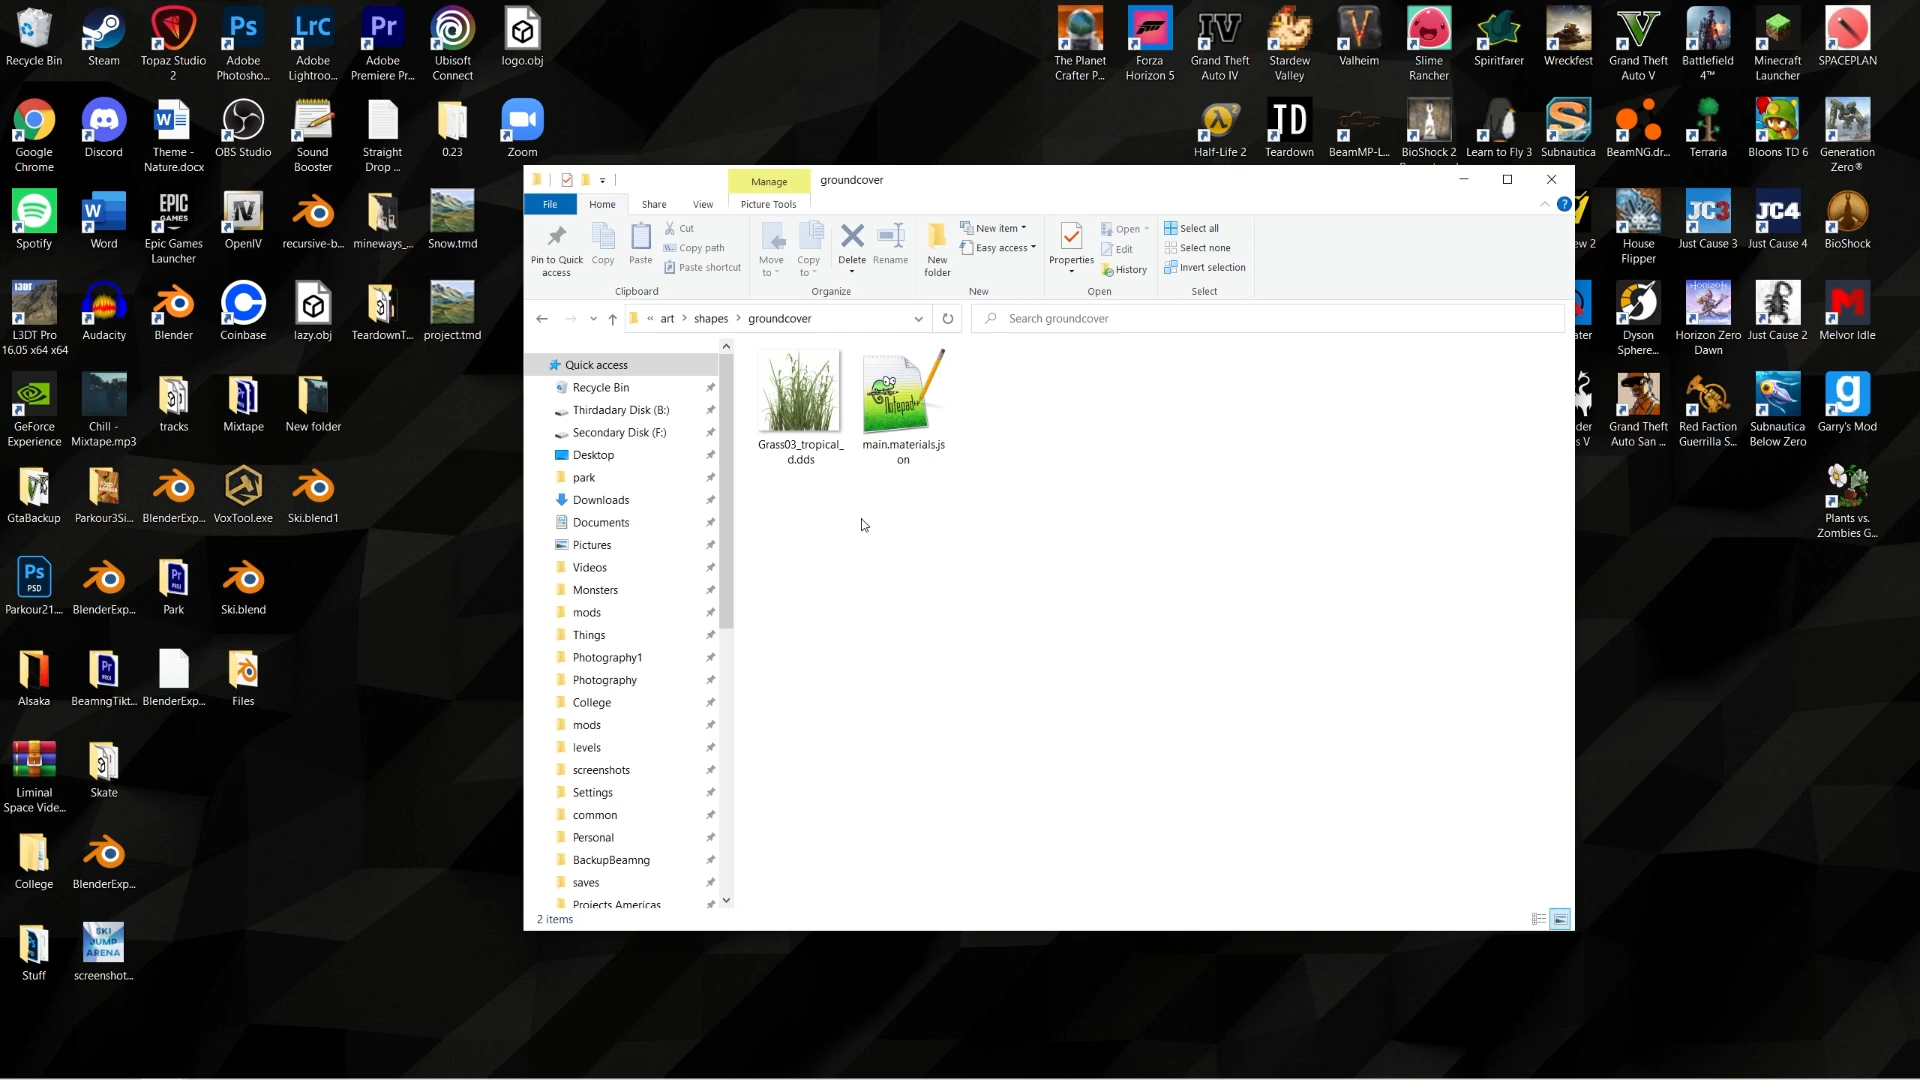 Recycle Bin
Steam
Topaz Studio
2
Adobe
Photosho...
Adobe
Lightroo...
Adobe
Premiere Pr...
Ubisoft
Connect
logo.obj
The Planet
Crafter P...
Forza
Horizon 5
Grand Theft
Auto IV
Stardew
Valley
Valheim
Slime
Rancher
Spiritfarer
Wreckfest
Grand Theft
Auto V
Battlefield
4™
Minecraft
Launcher
SPACEPLAN
Google
Chrome
Discord
Theme -
Nature.docx
OBS Studio
Sound
Booster
Straight
Drop ...
0.23
Zoom
Half-Life 2
Teardown
BeamMP-L...
BioShock 2
Learn to Fly 3
Subnautica
BeamNG.dr...
Terraria
Bloons TD 6
Generation
Zero®
Spotify
Word
Epic Games
Launcher
OpenIV
recursive-b...
mineways_...
Snow.tmd
House
Flipper
Just Cause 3
Just Cause 4
BioShock
L3DT Pro
16.05 x64 x64
Audacity
Blender
Coinbase
lazy.obj
TeardownT...
project.tmd
Dyson
Sphere...
Horizon Zero
Dawn
Just Cause 2
Melvor Idle
GeForce
Experience
Chill -
Mixtape.mp3
tracks
Mixtape
New folder
Grand Theft
Auto San ...
Red Faction
Guerrilla S...
Subnautica
Below Zero
Garry's Mod
GtaBackup
Parkour3Si...
BlenderExp...
VoxTool.exe
Ski.blend1
Plants vs.
Zombies G...
Parkour21....
BlenderExp...
Park
Ski.blend
Alsaka
BeamngTikt...
BlenderExp...
Files
Liminal
Space Vide...
Skate
College
BlenderExp...
Stuff
SKI
JUMP
ARENA
screenshot...
Manage
groundcover
File
Home
Share
View
Picture Tools
Pin to Quick
access
Copy
Paste
Cut
Copy path
Paste shortcut
Clipboard
Move
to
Copy
to
Delete
Rename
Organize
New
folder
New item
Easy access
New
Properties
Open
Edit
History
Open
Select all
Select none
Invert selection
Select
« art > shapes > groundcover
Search groundcover
Quick access
Recycle Bin
Thirdadary Disk (B:)
Secondary Disk (F:)
Desktop
park
Downloads
Documents
Pictures
Videos
Monsters
mods
Things
Photography1
Photography
College
mods
levels
screenshots
Settings
common
Personal
BackupBeamng
saves
Projects Americas
Grass03_tropical_
d.dds
main.materials.js
on
2 items